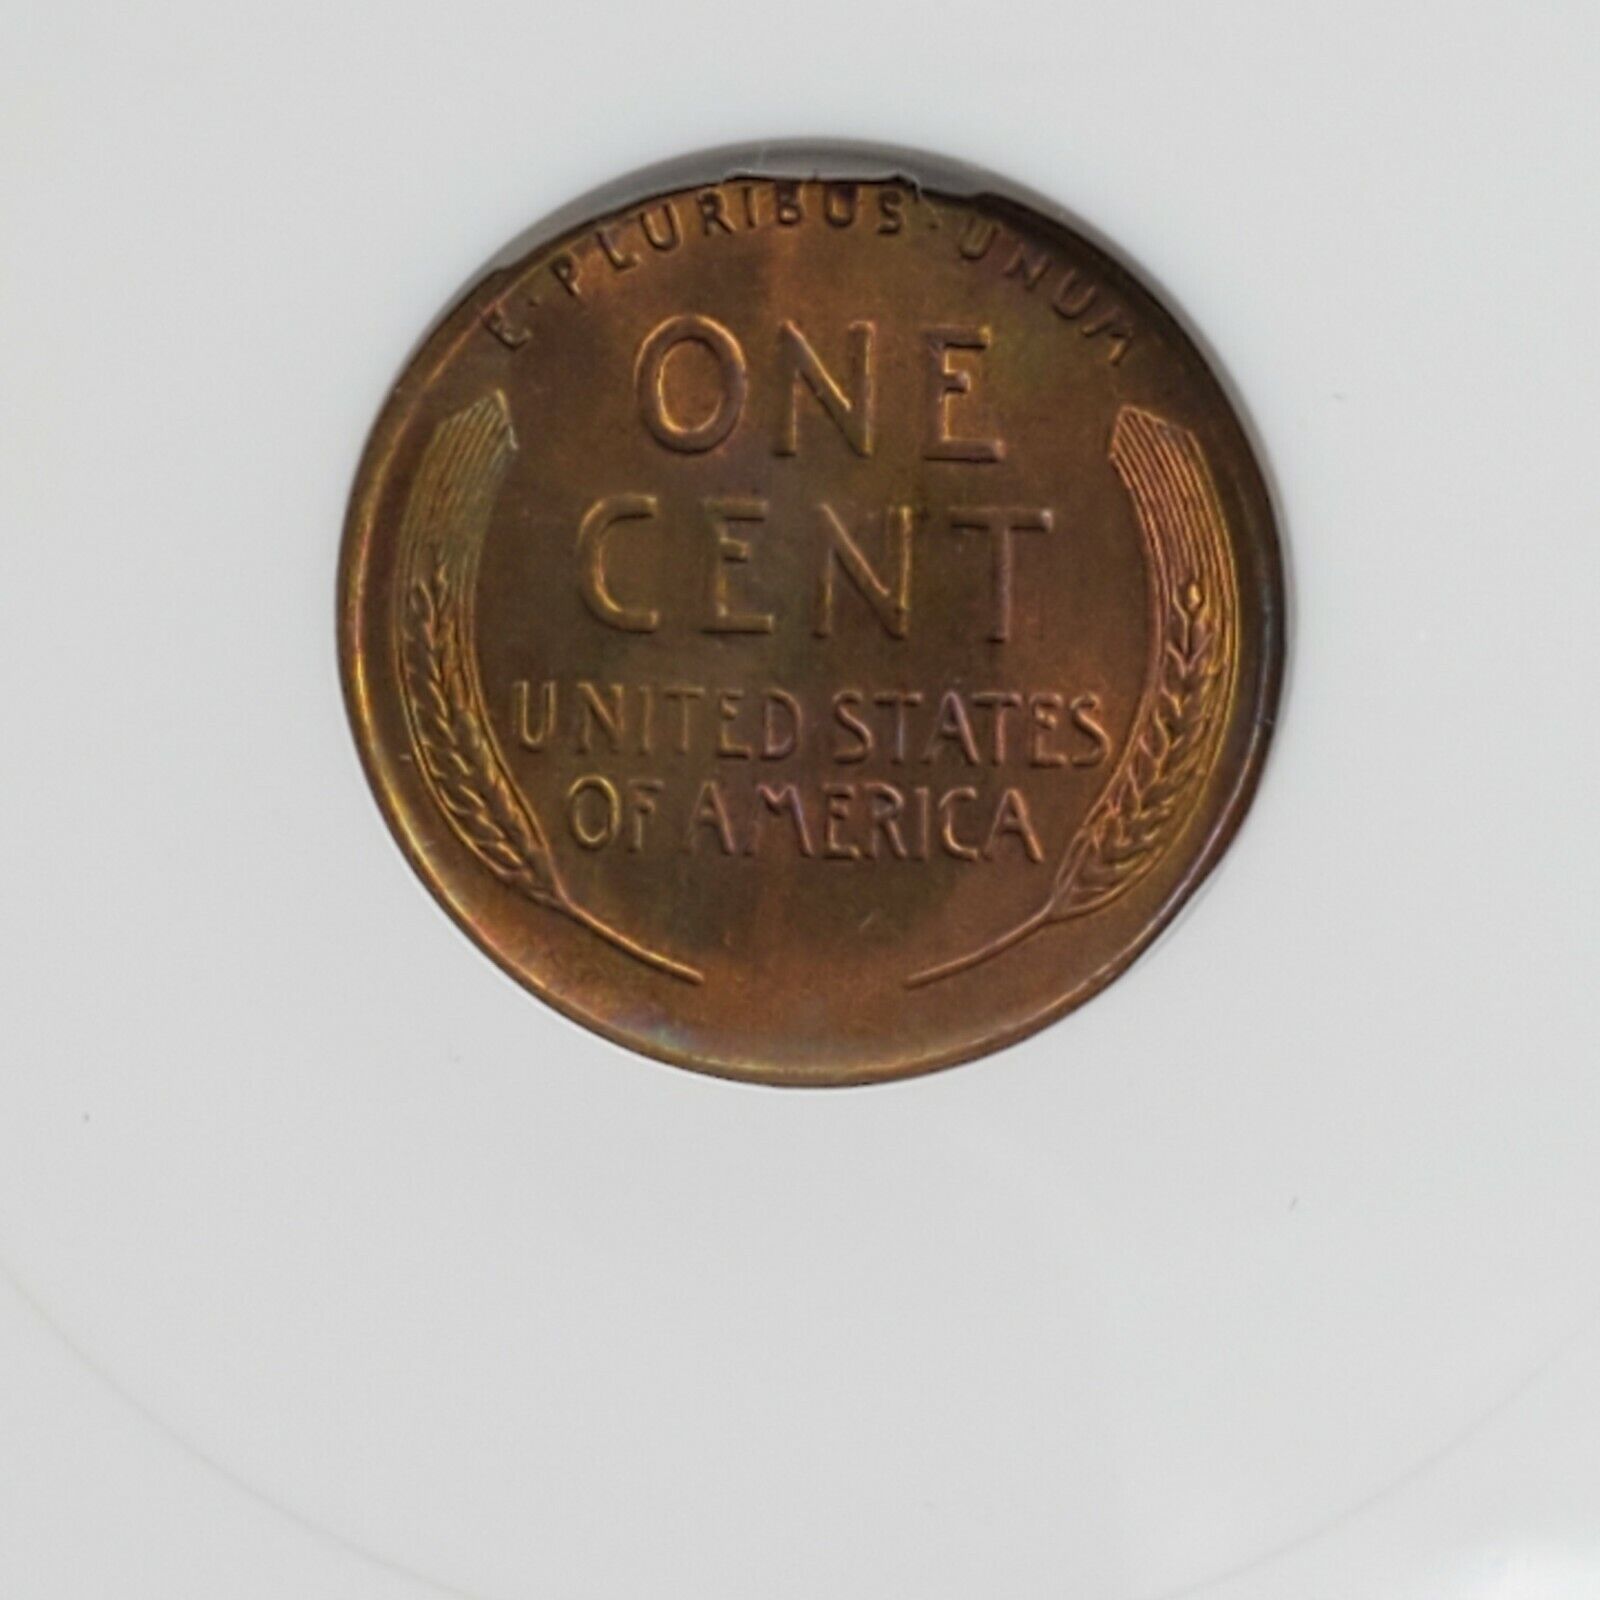 E·PLURIBUS·UNUM
ONE
CENT
UNITED STATES
OF AMERICA